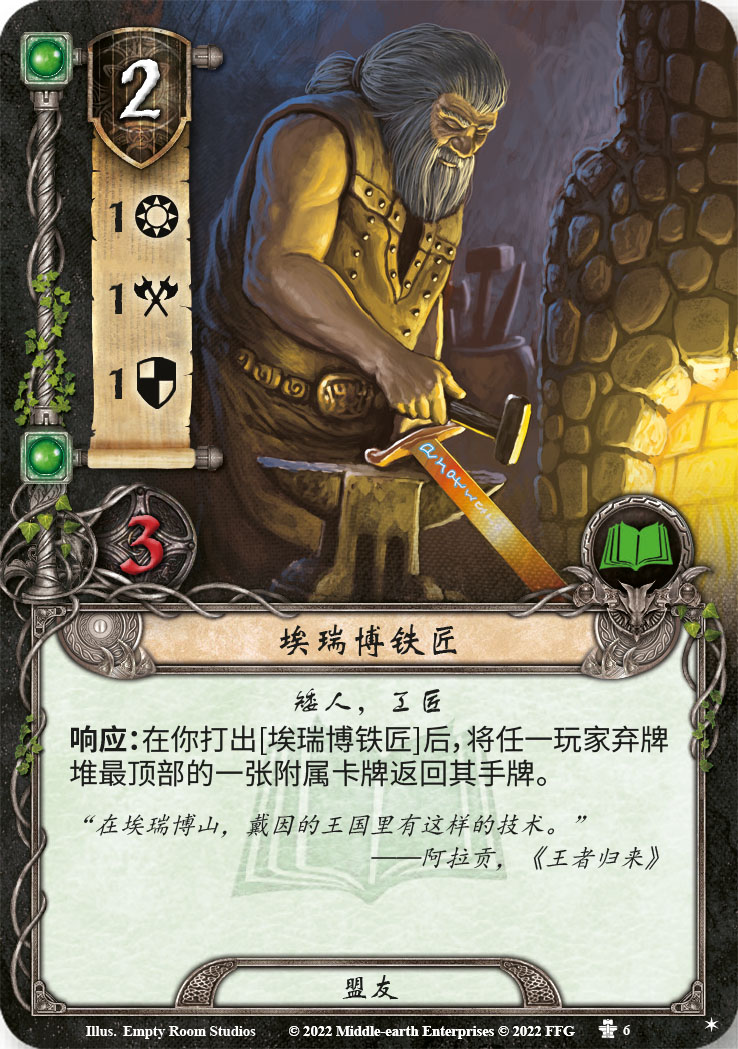 2
1
1
1
3
埃瑞博铁匠
矮人，工匠
响应：在你打出[埃瑞博铁匠]后，将任一玩家弃牌
堆最顶部的一张附属卡牌返回其手牌。
“在埃瑞博山，戴因的王国里有这样的技术。”
——阿拉贡，《王者归来》
盟友
Illus. Empty Room Studios © 2022 Middle-earth Enterprises © 2022 FFG 6